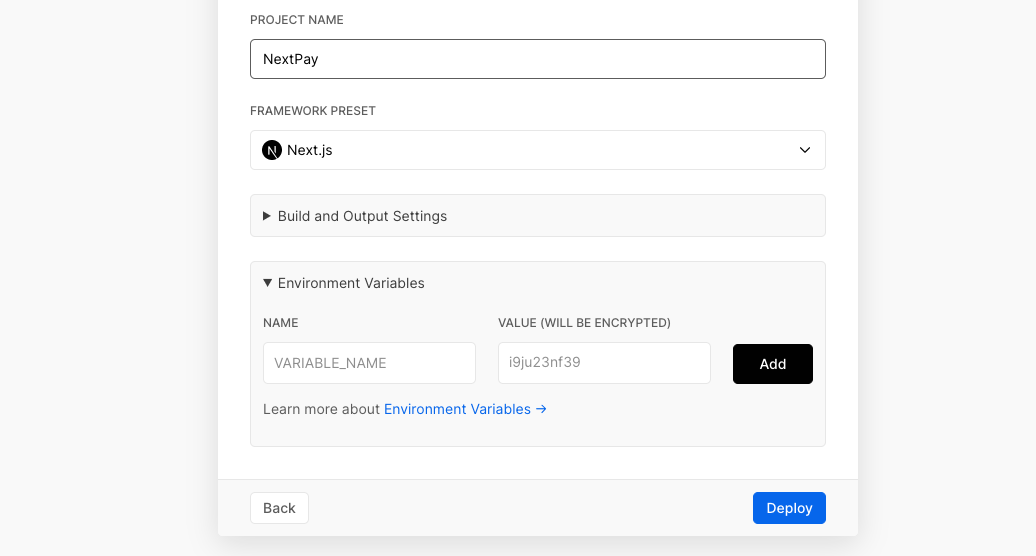 PROJECT NAME
NextPay
FRAMEWORK PRESET
N Next.js
Build and Output Settings
Environment Variables
NAME VALUE (WILL BE ENCRYPTED)
VARIABLE_NAME i9ju23nf39 Add
Learn more about Environment Variables →
Back Deploy